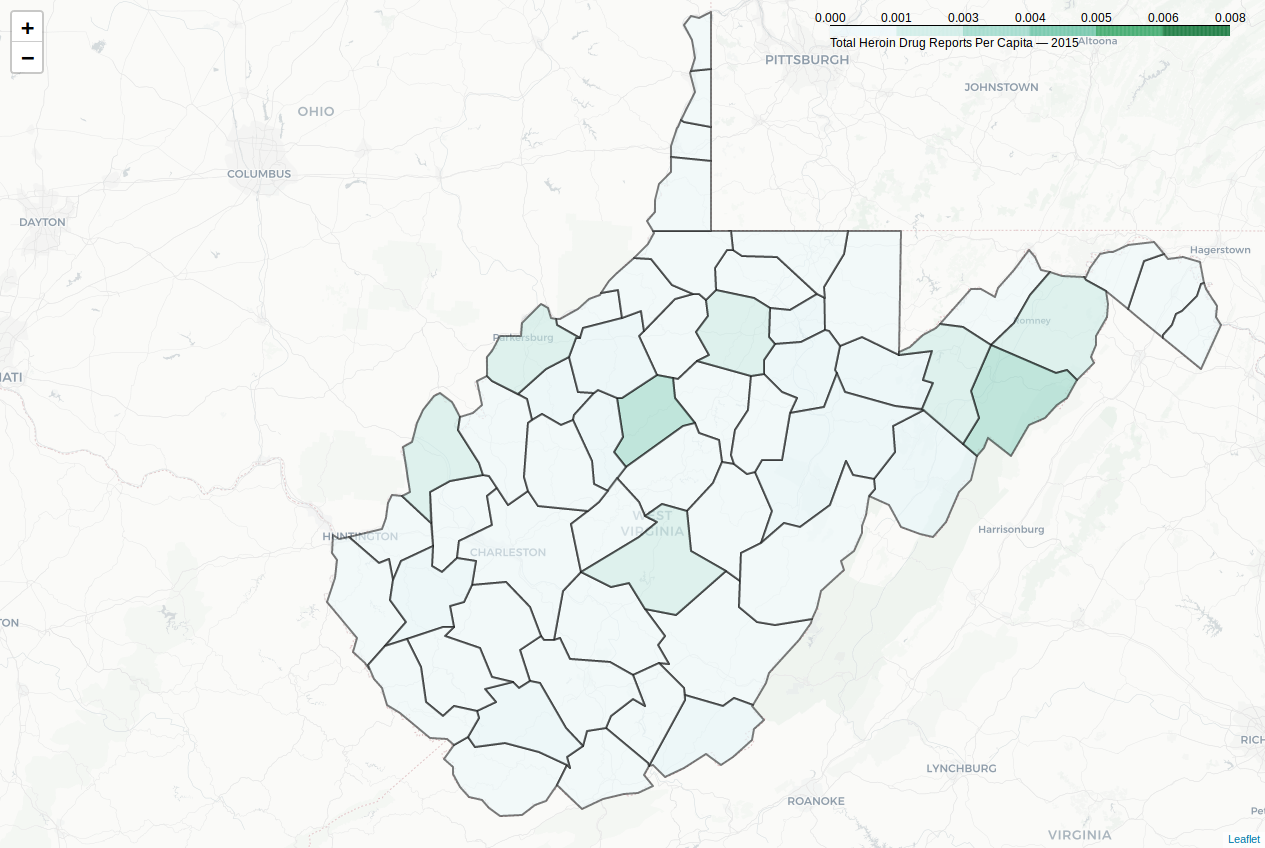 +
−
0.000 0.001 0.003 0.004 0.005 0.006 0.008
Total Heroin Drug Reports Per Capita — 2015
Altoona
PITTSBURGH
JOHNSTOWN
OHIO
COLUMBUS
DAYTON
Hagerstown
Romney
Parkersburg
ATI
WEST
VIRGINIA
HUNTINGTON
CHARLESTON
Harrisonburg
ON
RICH
LYNCHBURG
ROANOKE
Pet
VIRGINIA
Leaflet